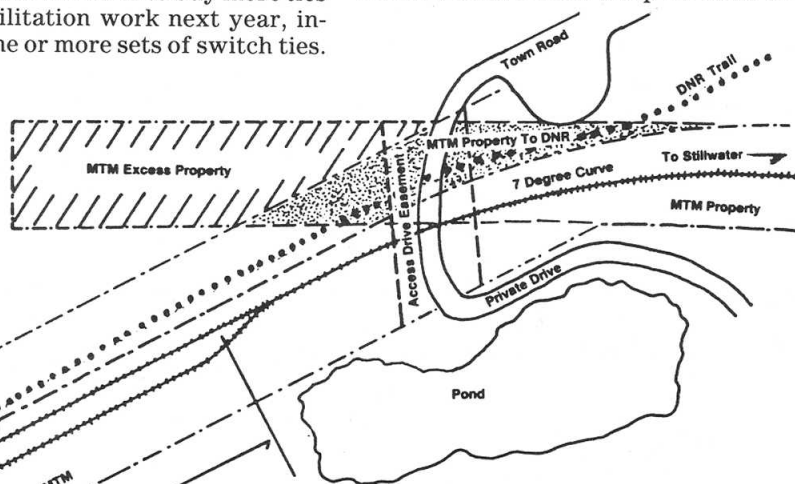 ilitation work next year, in-
ne or more sets of switch ties.
Town Road
DNR Trail
MTM Property To DNR
MTM Excess Property
To Stillwater
7 Degree Curve
MTM Property
Access Drive Easement
Private Drive
Pond
MTM